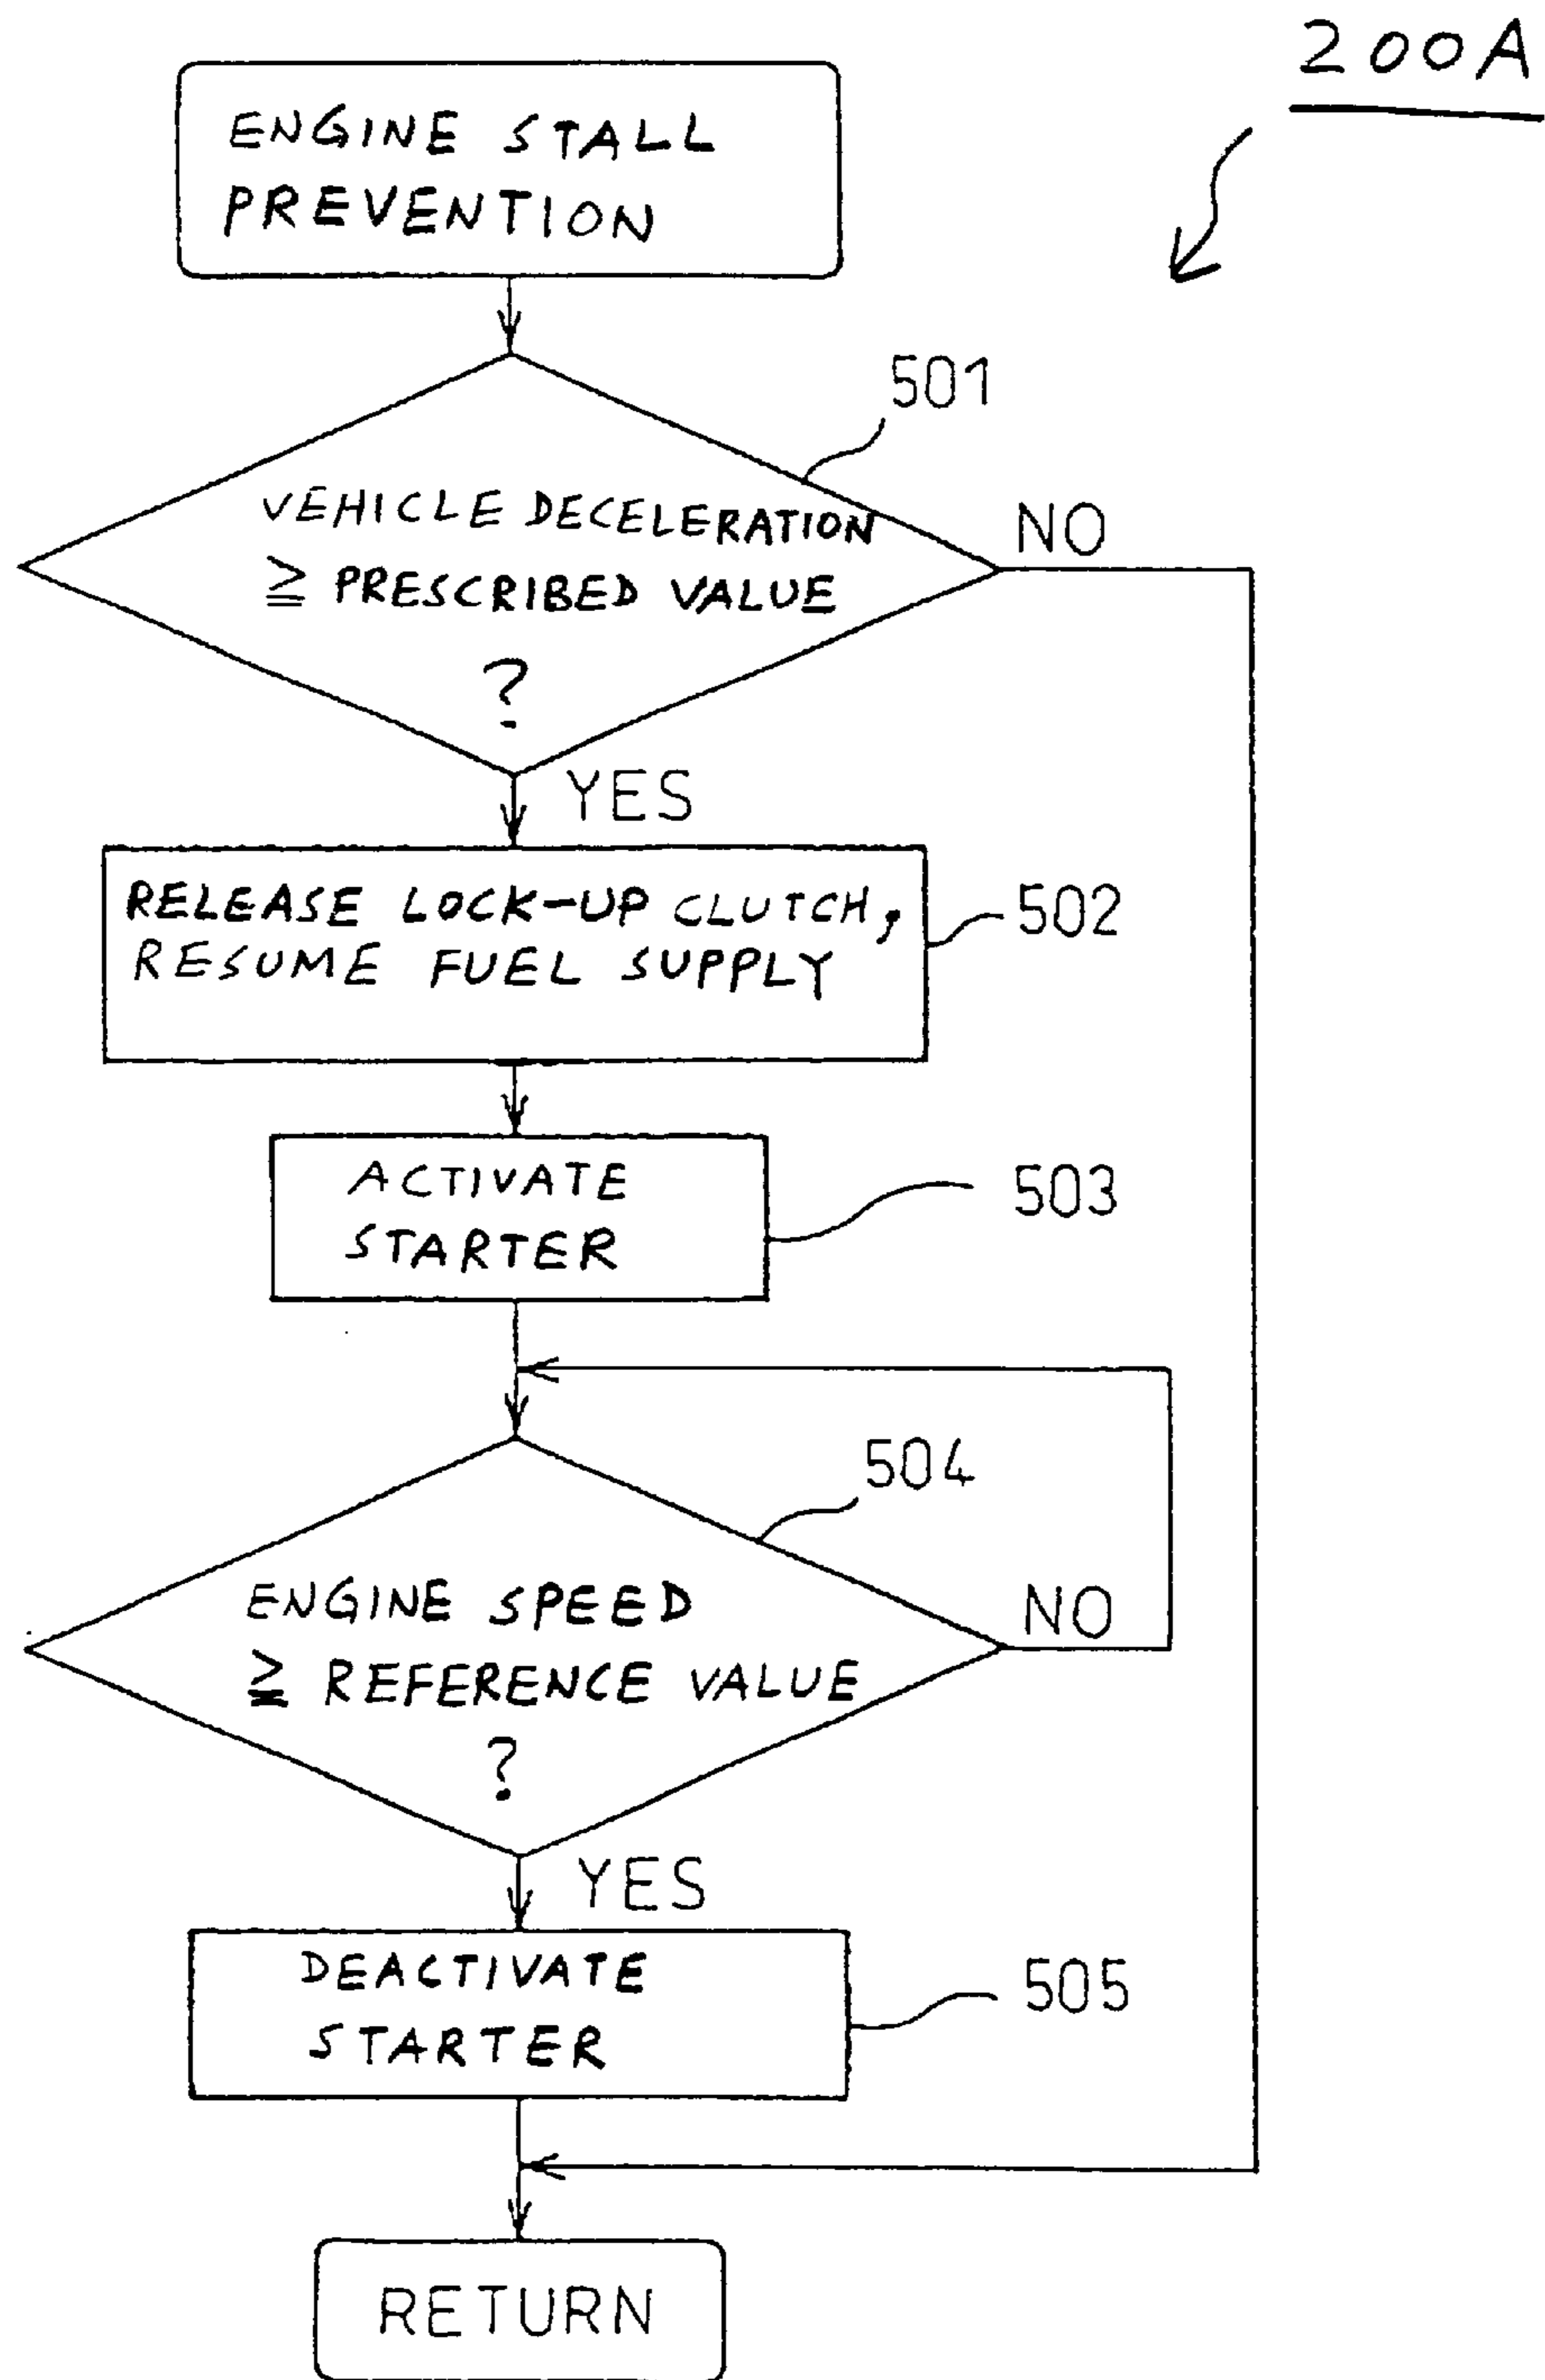 200A
ENGINE STALL
PREVENTION
501
VEHICLE DECELERATION
≧ PRESCRIBED VALUE
?
NO
YES
RELEASE LOCK-UP CLUTCH,
RESUME FUEL SUPPLY
502
ACTIVATE
STARTER
503
504
ENGINE SPEED
≧ REFERENCE VALUE
?
NO
YES
DEACTIVATE
STARTER
505
RETURN